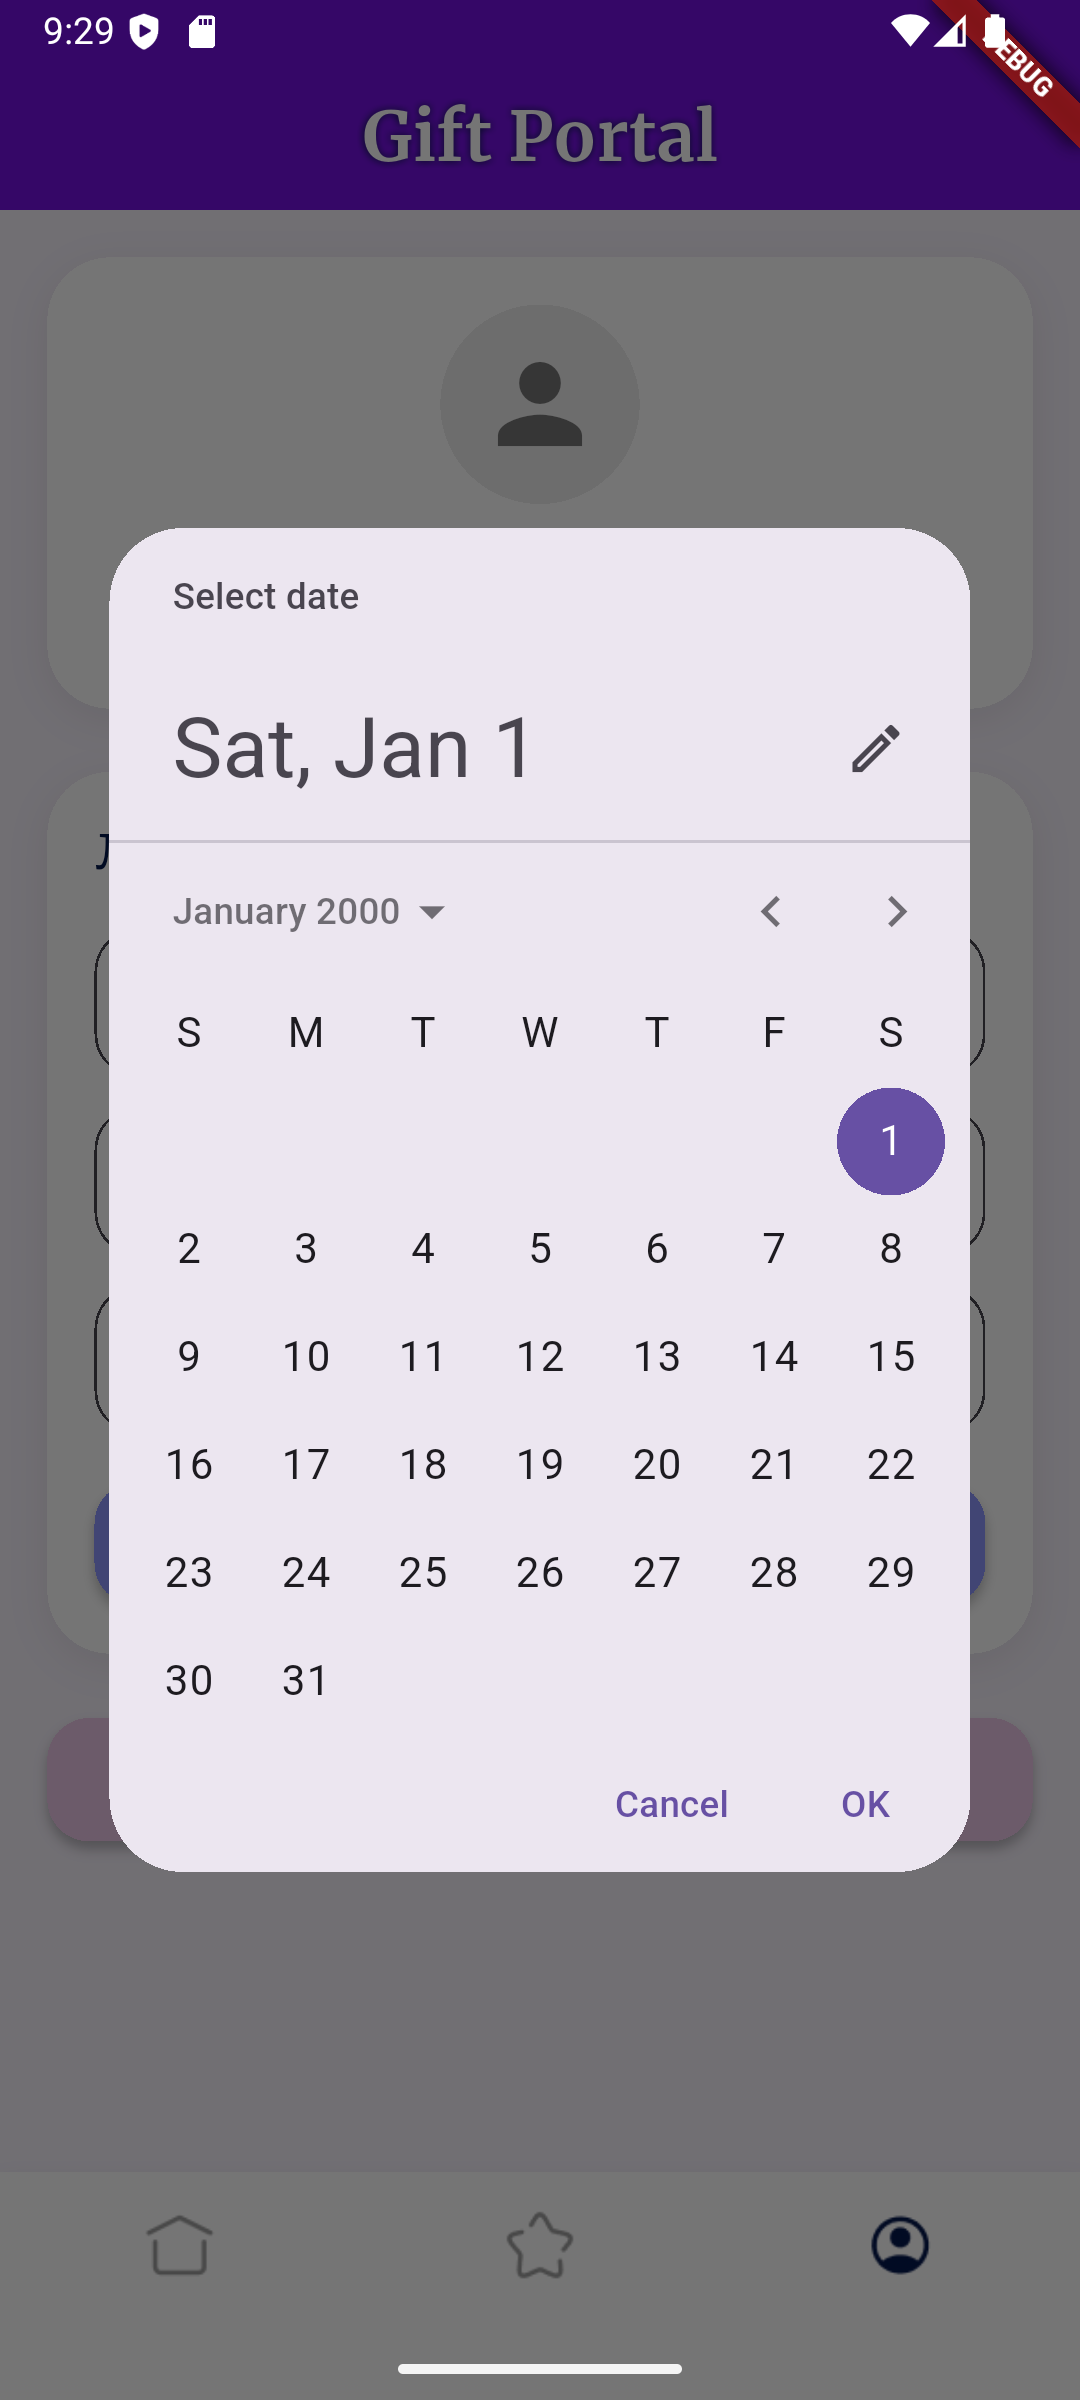 9:29
EBUG
Gift Portal
Select date
Sat, Jan 1
January 2000
S M T W T F S
1
2 3 4 5 6 7 8
9 10 11 12 13 14 15
16 17 18 19 20 21 22
23 24 25 26 27 28 29
30 31
Cancel OK